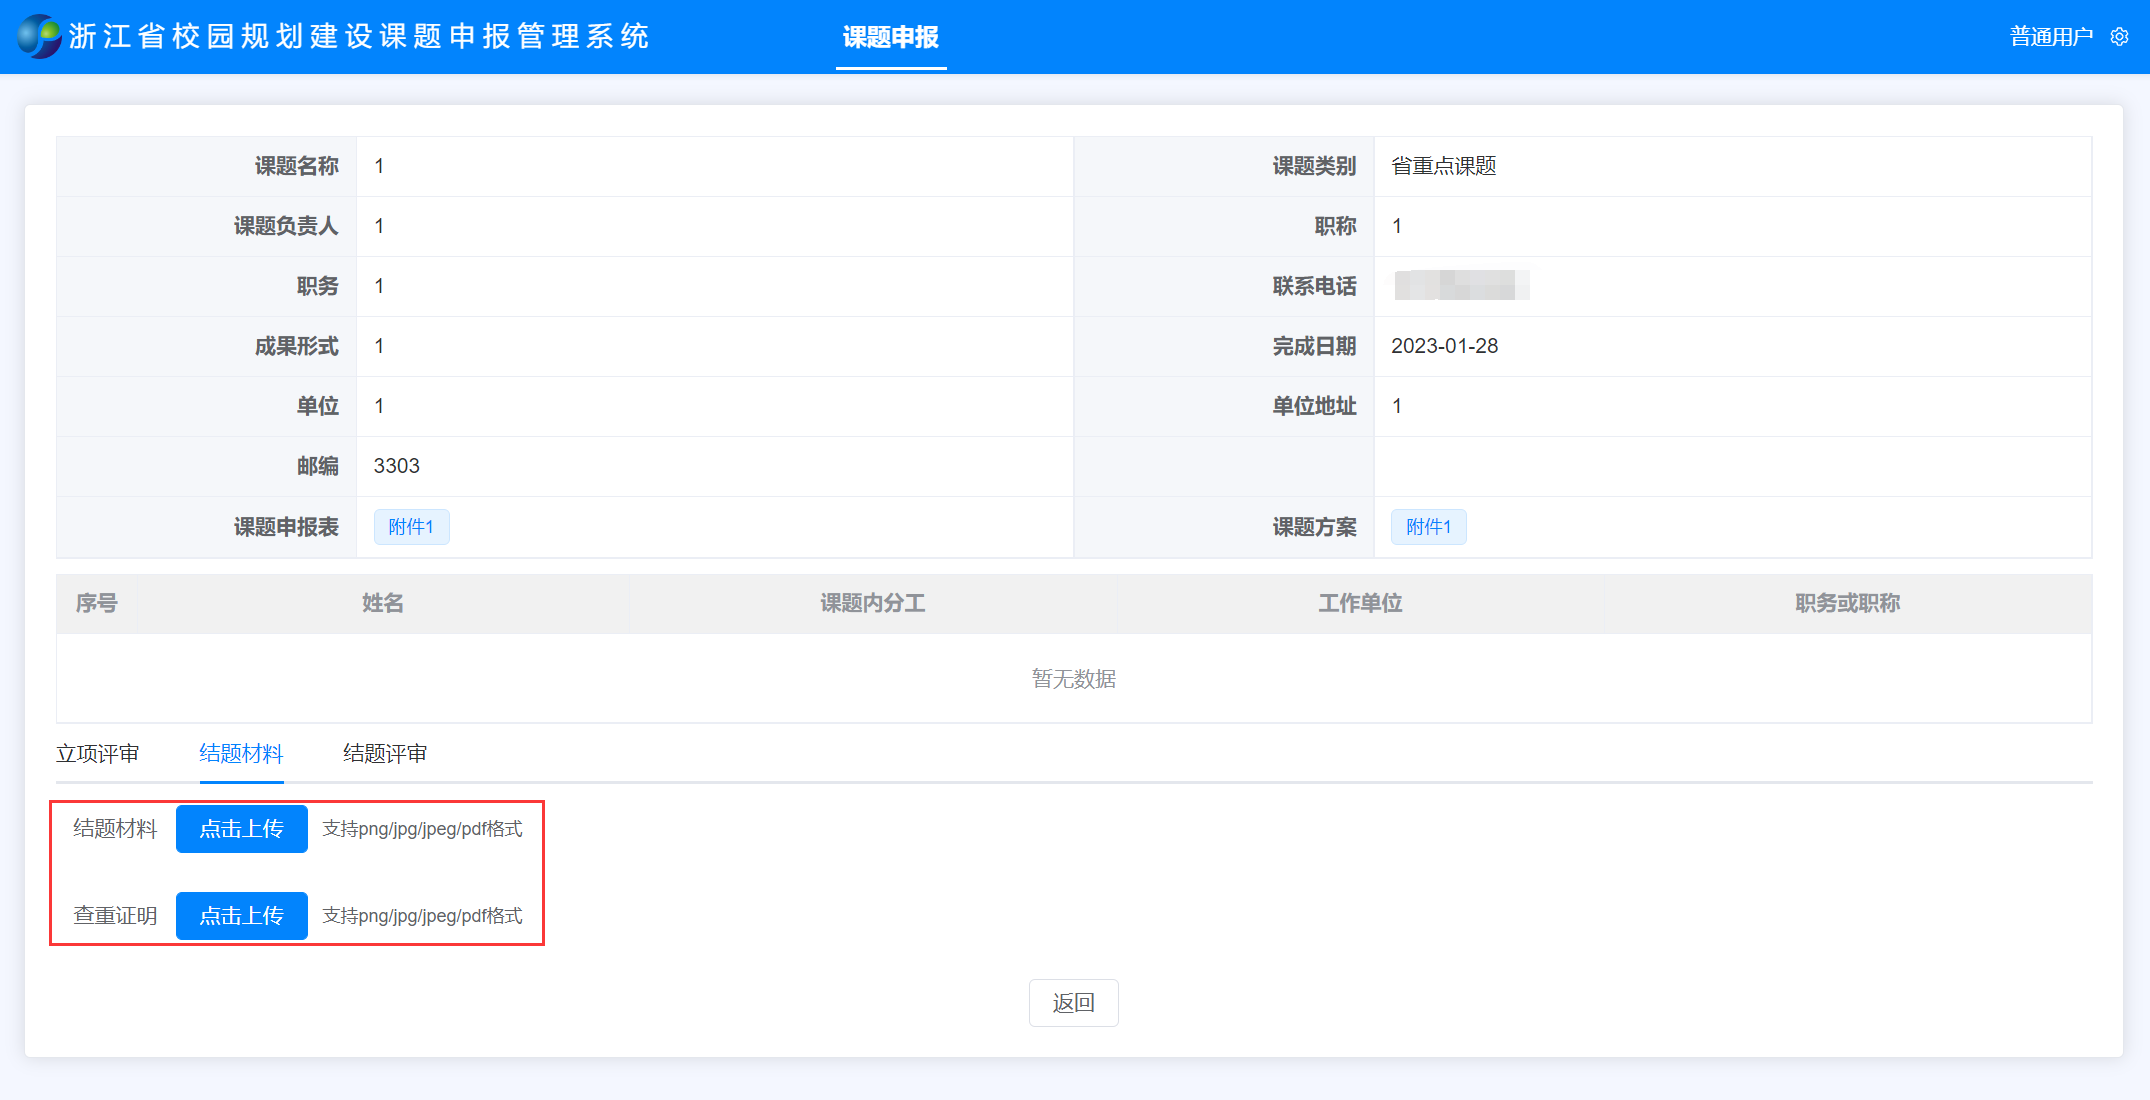 浙江省校园规划建设课题申报管理系统 课题申报 普通用户
课题名称 1 课题类别 省重点课题
课题负责人 1 职称 1
职务 1 联系电话
成果形式 1 完成日期 2023-01-28
单位 1 单位地址 1
邮编 3303
课题申报表 附件1 课题方案 附件1
序号 姓名 课题内分工 工作单位 职务或职称
暂无数据
立项评审 结题材料 结题评审
结题材料 点击上传 支持png/jpg/jpeg/pdf格式
查重证明 点击上传 支持png/jpg/jpeg/pdf格式
返回